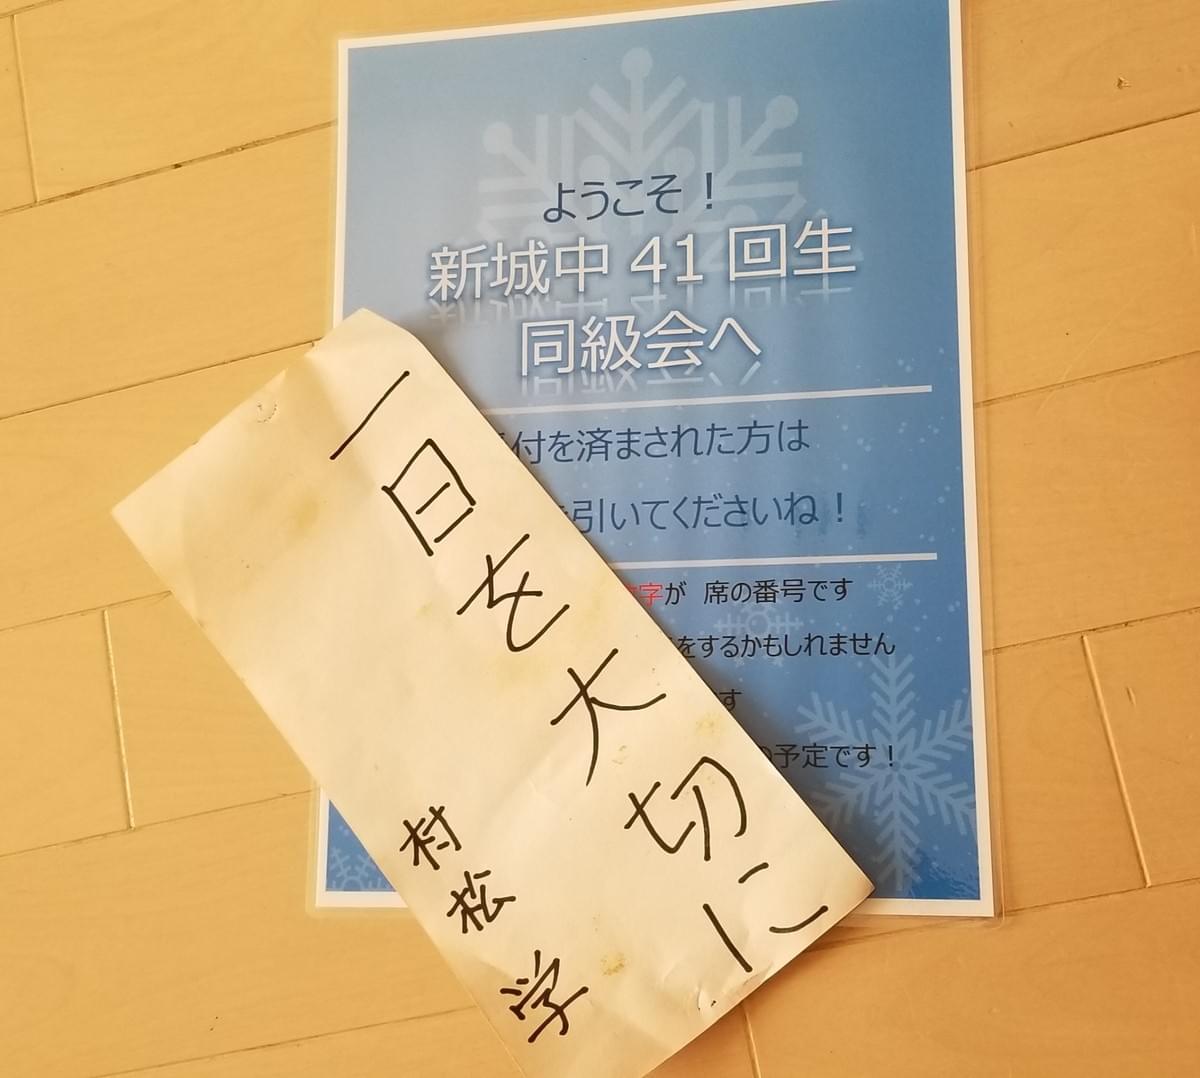 ようこそ！
新城中 41 回生
同級会へ
付を済まされた方は
を引いてくださいね！
字が 席の番号です
をするかもしれません
す
の予定です！
一日を大切に
村松 学